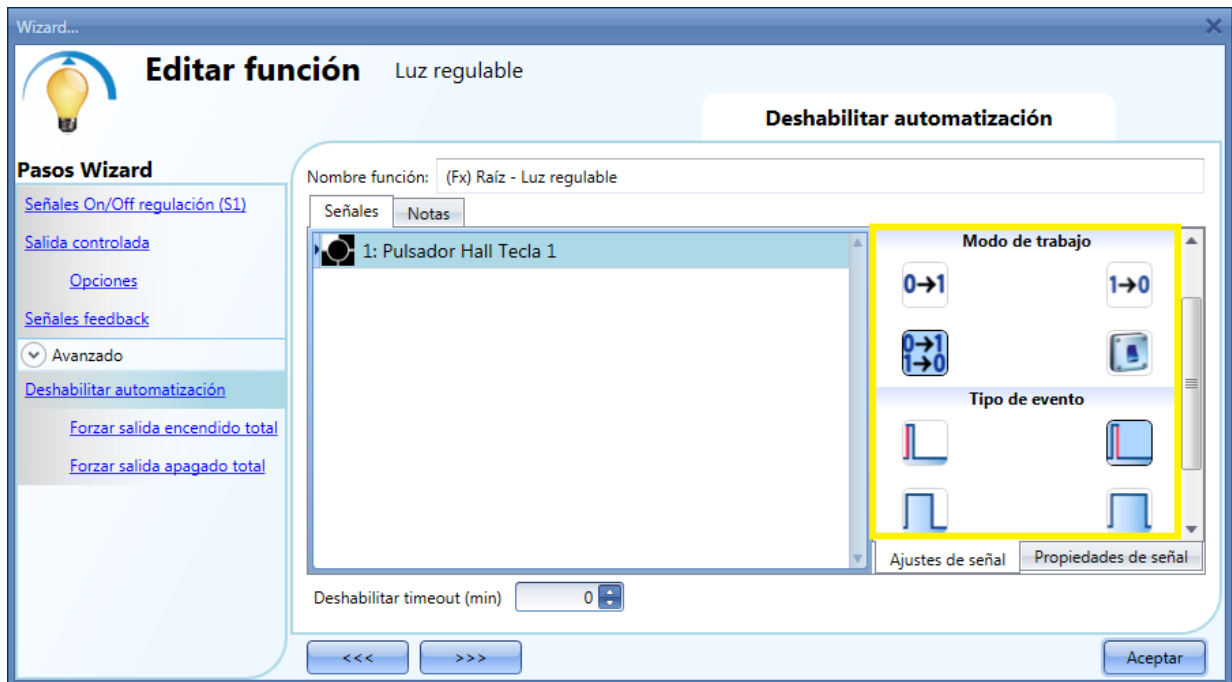 Wizard...
Editar función Luz regulable
Deshabilitar automatización
Pasos Wizard
Señales On/Off regulación (S1)
Salida controlada
Opciones
Señales feedback
Avanzado
Deshabilitar automatización
Forzar salida encendido total
Forzar salida apagado total
Nombre función: (Fx) Raíz - Luz regulable
Señales Notas
1: Pulsador Hall Tecla 1
Modo de trabajo
0→1 1→0
0→1
1→0
Tipo de evento
Ajustes de señal Propiedades de señal
Deshabilitar timeout (min) 0
<<< >>> Aceptar